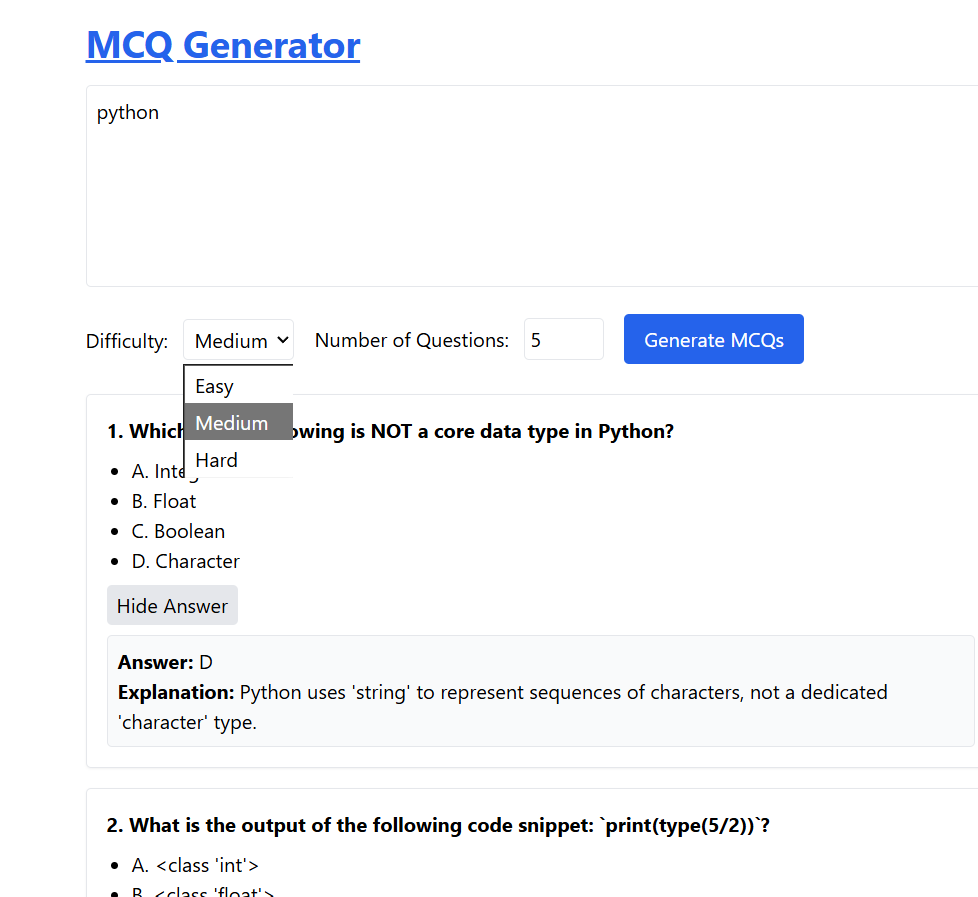 MCQ Generator
python
Difficulty: Medium Number of Questions: 5 Generate MCQs
Easy
Medium
Hard
1. Which owing is NOT a core data type in Python?
A. Integ
B. Float
C. Boolean
D. Character
Hide Answer
Answer: D
Explanation: Python uses 'string' to represent sequences of characters, not a dedicated
'character' type.
2. What is the output of the following code snippet: `print(type(5/2))`?
A. <class 'int'>
B. <class 'float'>